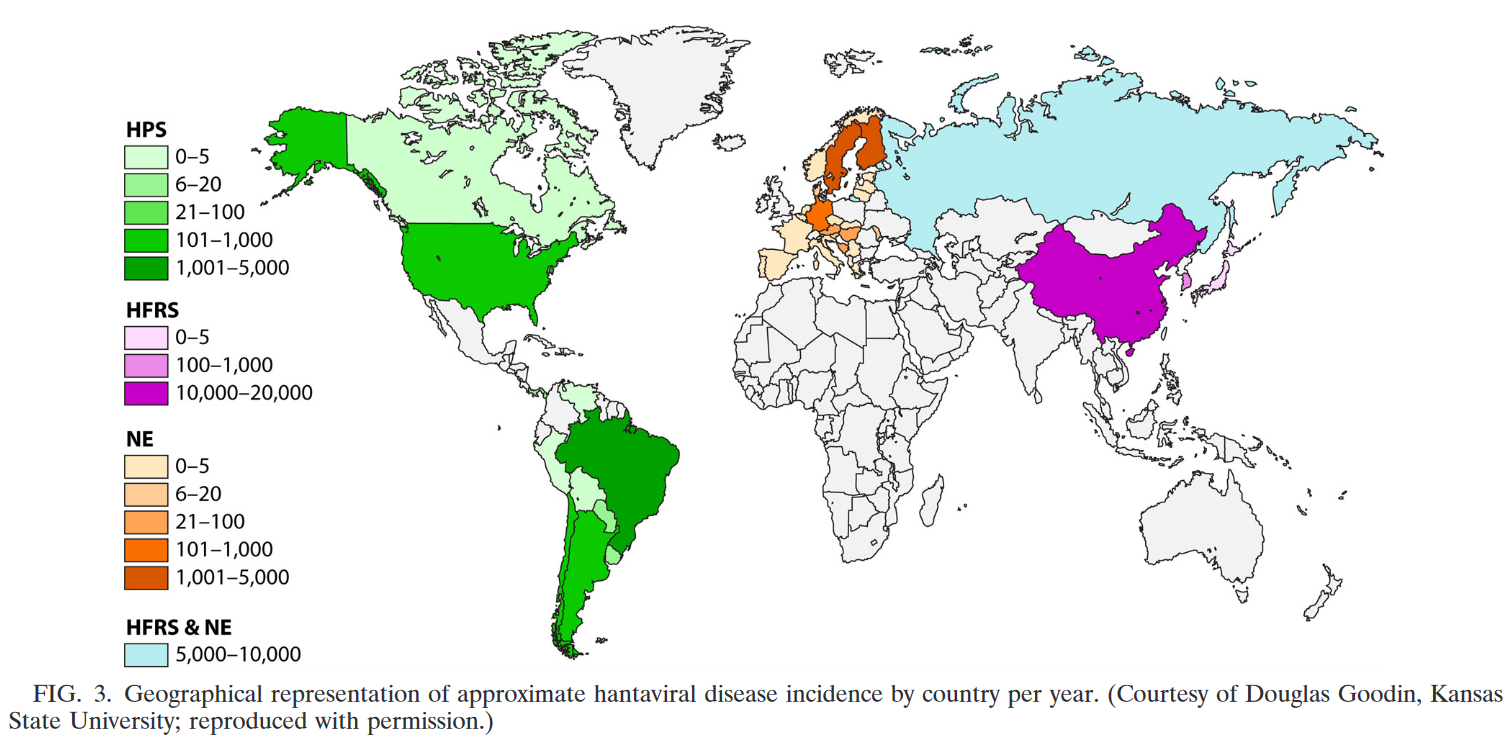 HPS
0–5
6–20
21–100
101–1,000
1,001–5,000
HFRS
0–5
100–1,000
10,000–20,000
NE
0–5
6–20
21–100
101–1,000
1,001–5,000
HFRS & NE
5,000–10,000
FIG. 3. Geographical representation of approximate hantaviral disease incidence by country per year. (Courtesy of Douglas Goodin, Kansas
State University; reproduced with permission.)